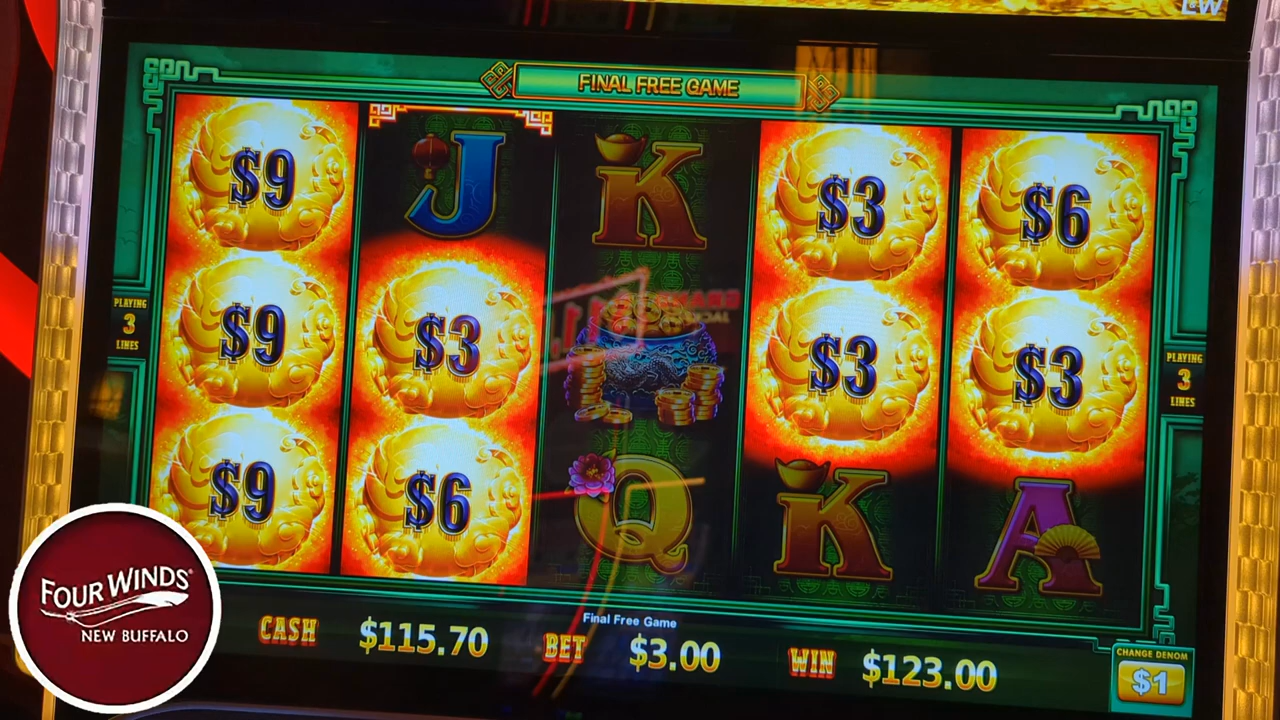 L&W
FINAL FREE GAME
$9 J K $3 $6
$9 $3 $3 $3
$9 $6 Q K A
PLAYING
3
LINES
PLAYING
3
LINES
Final Free Game
CASH $115.70 BET $3.00 WIN $123.00
CHANGE DENOM
$1
FOUR WINDS®
NEW BUFFALO